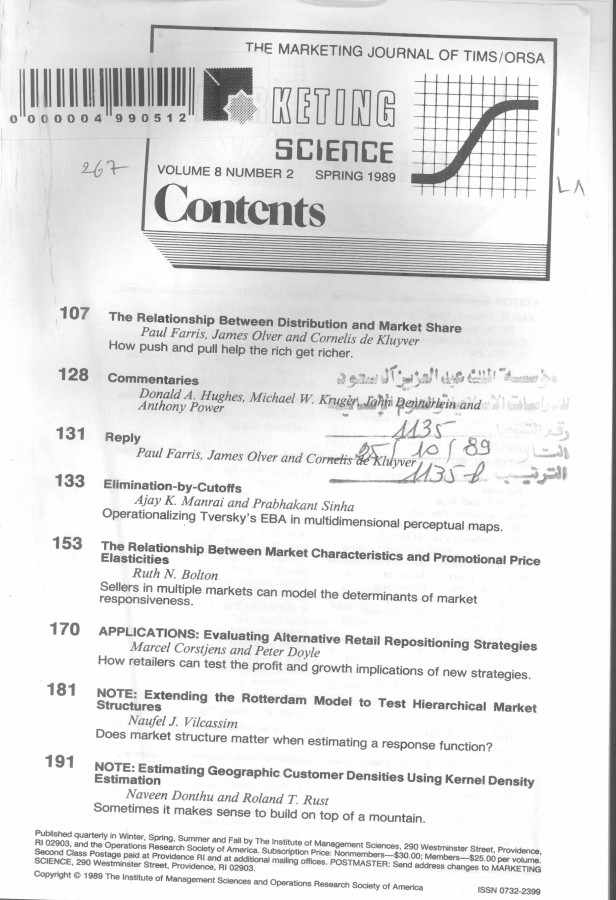 THE MARKETING JOURNAL OF TIMS/ORSA
0 000004 990512
RKETING
SCIENCE
267
VOLUME 8 NUMBER 2 SPRING 1989
LA
Contents
107 The Relationship Between Distribution and Market Share
Paul Farris, James Olver and Cornelis de Kluyver
How push and pull help the rich get richer.
مؤسسة الملك عبد العزيز آل سعود
128 Commentaries
Donald A. Hughes, Michael W. Kruger, John Dennerlein and
Anthony Power
1135
131 Reply
Paul Farris, James Olver and Cornelis de Kluyver
25/10/89
الترتيب
1135-B
133 Elimination-by-Cutoffs
Ajay K. Manrai and Prabhakant Sinha
Operationalizing Tversky's EBA in multidimensional perceptual maps.
153 The Relationship Between Market Characteristics and Promotional Price
Elasticities
Ruth N. Bolton
Sellers in multiple markets can model the determinants of market
responsiveness.
170 APPLICATIONS: Evaluating Alternative Retail Repositioning Strategies
Marcel Corstjens and Peter Doyle
How retailers can test the profit and growth implications of new strategies.
181 NOTE: Extending the Rotterdam Model to Test Hierarchical Market
Structures
Naufel J. Vilcassim
Does market structure matter when estimating a response function?
191 NOTE: Estimating Geographic Customer Densities Using Kernel Density
Estimation
Naveen Donthu and Roland T. Rust
Sometimes it makes sense to build on top of a mountain.
Published quarterly in Winter, Spring, Summer and Fall by The Institute of Management Sciences, 290 Westminster Street, Providence,
RI 02903, and the Operations Research Society of America. Subscription Price: Nonmembers—$30.00; Members—$25.00 per volume.
Second Class Postage paid at Providence RI and at additional mailing offices. POSTMASTER: Send address changes to MARKETING
SCIENCE, 290 Westminster Street, Providence, RI 02903.
Copyright © 1989 The Institute of Management Sciences and Operations Research Society of America
ISSN 0732-2399